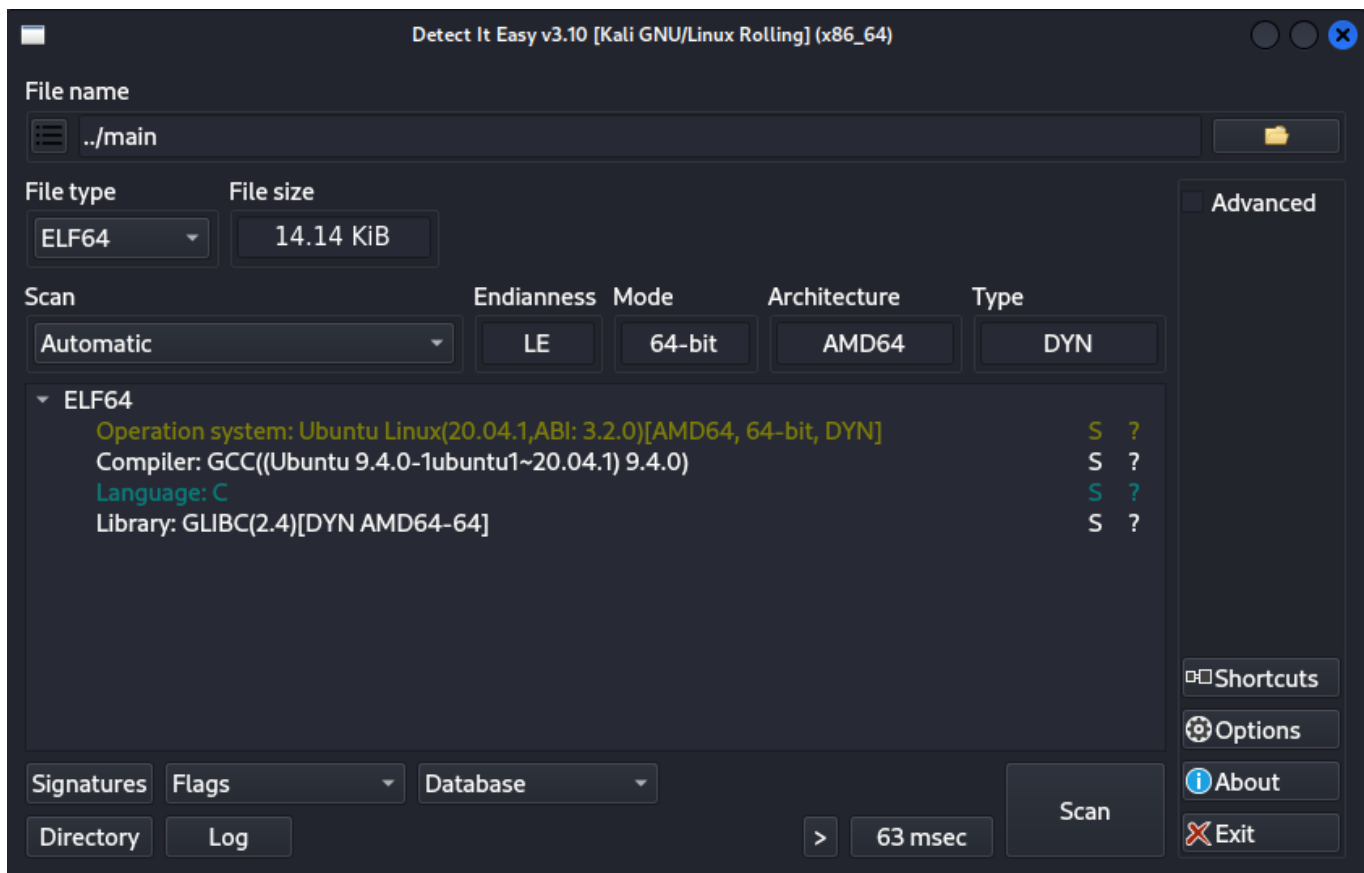 Detect It Easy v3.10 [Kali GNU/Linux Rolling] (x86_64)
File name
../main
File type File size
ELF64 14.14 KiB
Advanced
Scan Endianness Mode Architecture Type
Automatic LE 64-bit AMD64 DYN
ELF64
Operation system: Ubuntu Linux(20.04.1,ABI: 3.2.0)[AMD64, 64-bit, DYN] S ?
Compiler: GCC((Ubuntu 9.4.0-1ubuntu1~20.04.1) 9.4.0) S ?
Language: C S ?
Library: GLIBC(2.4)[DYN AMD64-64] S ?
Shortcuts
Options
Signatures Flags Database
About
Scan
Directory Log > 63 msec
Exit